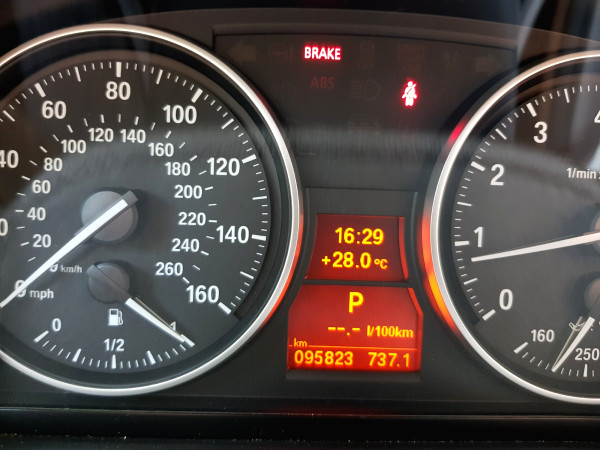 BRAKE
ABS
60 80 100
40 120
140
160
mph
80 100 120 140 160
60 180
40 200
20 220
240
260
km/h
0 1/2 1
16:29
+28.0 °C
P
--.- l/100km
km
095823 737.1
0 1 2 3 4
1/min
160
250